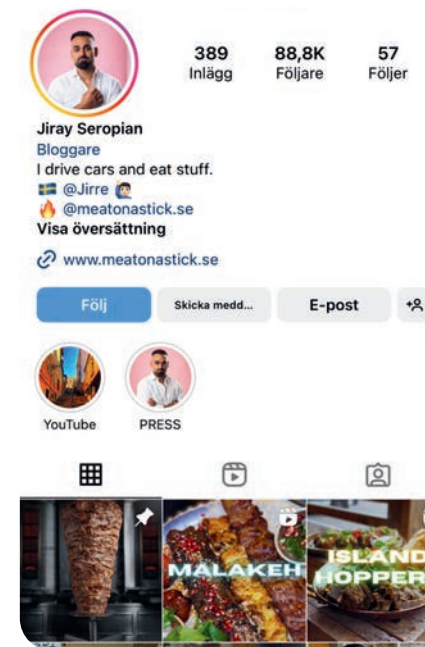 389 88,8K 57
Inlägg Följare Följer
Jiray Seropian
Bloggare
I drive cars and eat stuff.
🇸🇪 @Jirre 🙋🏻‍♂️
🔥 @meatonastick.se
Visa översättning
www.meatonastick.se
Följ Skicka medd... E-post
YouTube PRESS
MALAKEH
ISLAND
HOPPER